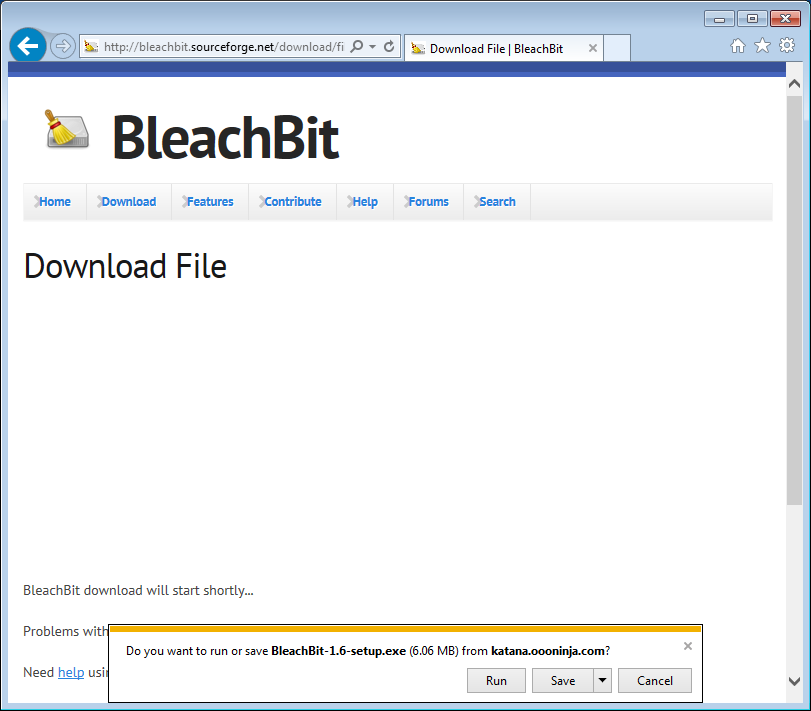 http://bleachbit.sourceforge.net/download/fi
Download File | BleachBit
BleachBit
Home Download Features Contribute Help Forums Search
Download File
BleachBit download will start shortly...
Problems with
Need help usin
Do you want to run or save BleachBit-1.6-setup.exe (6.06 MB) from katana.oooninja.com?
Run Save Cancel